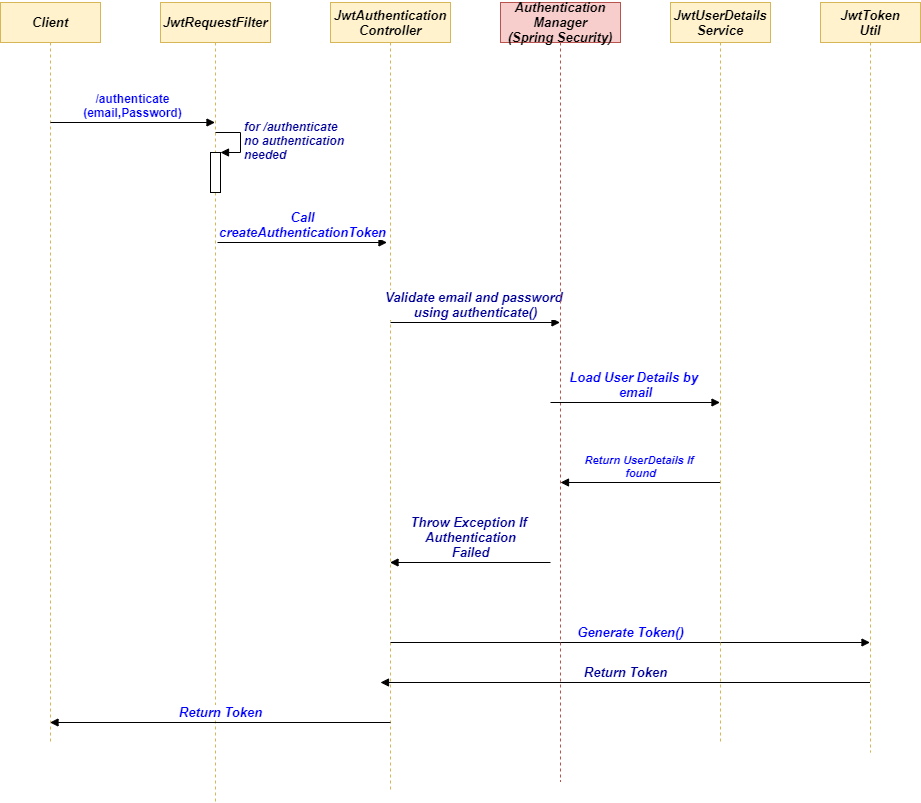 Client
JwtRequestFilter
JwtAuthentication
Controller
Authentication
Manager
(Spring Security)
JwtUserDetails
Service
JwtToken
Util
/authenticate
(email,Password)
for /authenticate
no authentication
needed
Call
createAuthenticationToken
Validate email and password
using authenticate()
Load User Details by
email
Return UserDetails If
found
Throw Exception If
Authentication
Failed
Generate Token()
Return Token
Return Token